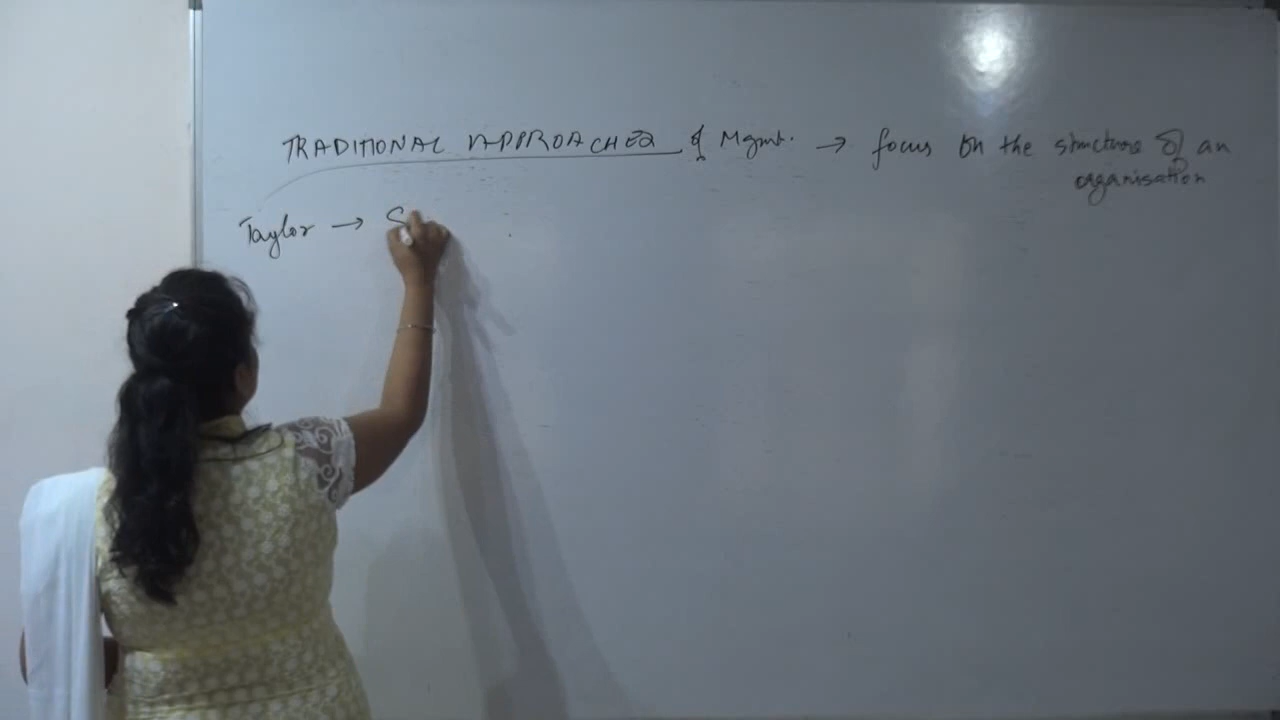 TRADITIONAL APPROACHES of Mgmt. → focus on the structure of an
organisation
Taylor → S